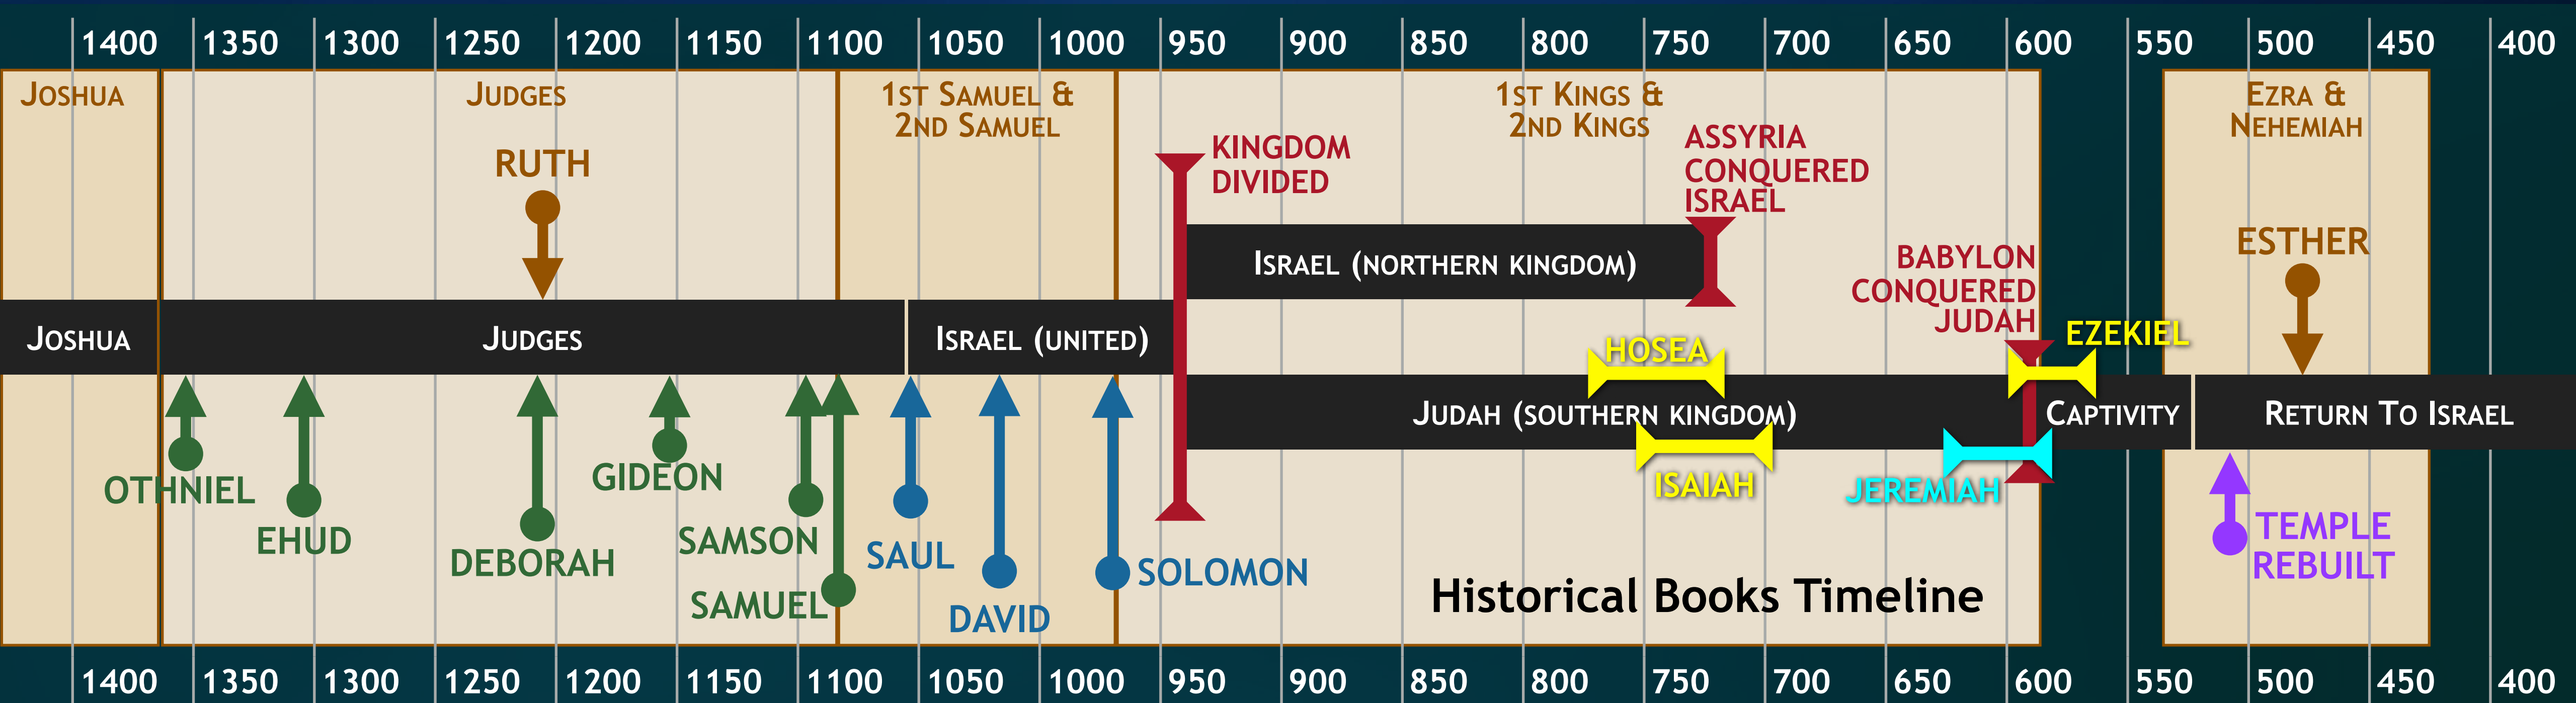 1400 1350 1300 1250 1200 1150 1100 1050 1000 950 900 850 800 750 700 650 600 550 500 450 400
Joshua
Judges
1st Samuel &
2nd Samuel
1st Kings &
2nd Kings
Ezra &
Nehemiah
RUTH
KINGDOM
DIVIDED
ASSYRIA
CONQUERED
ISRAEL
BABYLON
CONQUERED
JUDAH
ESTHER
Israel (northern kingdom)
Joshua
Judges
Israel (united)
HOSEA
EZEKIEL
Judah (southern kingdom)
Captivity
Return To Israel
OTHNIEL
EHUD
DEBORAH
GIDEON
SAMSON
SAMUEL
SAUL
DAVID
SOLOMON
ISAIAH
JEREMIAH
TEMPLE
REBUILT
Historical Books Timeline
1400 1350 1300 1250 1200 1150 1100 1050 1000 950 900 850 800 750 700 650 600 550 500 450 400